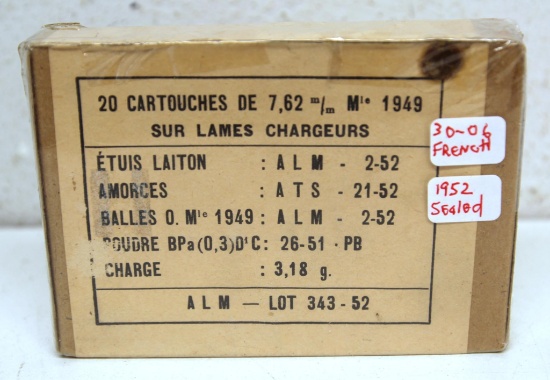 20 CARTOUCHES DE 7,62 m/m Mle 1949
SUR LAMES CHARGEURS
ÉTUIS LAITON : A L M - 2-52
AMORCES : A T S - 21-52
BALLES O. Mle 1949 : A L M - 2-52
POUDRE BPa(0,3)D'C : 26-51 · PB
CHARGE : 3,18 g.
A L M — LOT 343-52
30-06
FRENCH
1952
Sealed